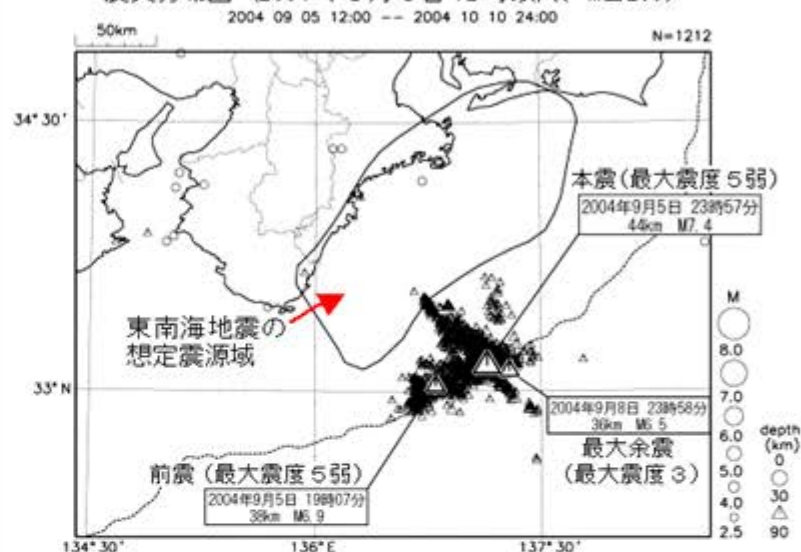 2004 09 05 12:00 -- 2004 10 10 24:00
50km
N=1212
34°30'
本震(最大震度5弱)
2004年9月5日 23時57分
44km M7.4
東南海地震の
想定震源域
33°N
2004年9月8日 23時58分
36km M6.5
最大余震
(最大震度3)
前震(最大震度5弱)
2004年9月5日 19時07分
38km M6.9
M
8.0
7.0
6.0
5.0
4.0
2.5
depth
(km)
0
30
90
134°30'
136°E
137°30'